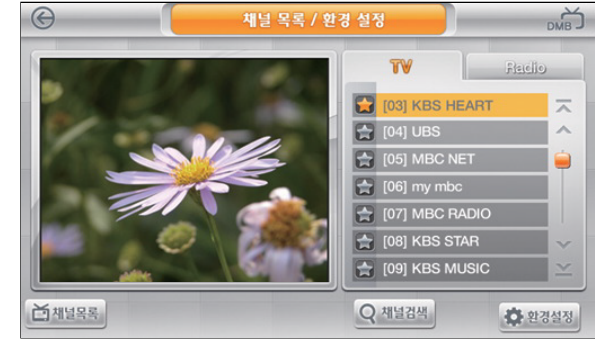 채널 목록 / 환경 설정
DMB
TV
Radio
[03] KBS HEART
[04] UBS
[05] MBC NET
[06] my mbc
[07] MBC RADIO
[08] KBS STAR
[09] KBS MUSIC
채널목록
채널검색
환경설정